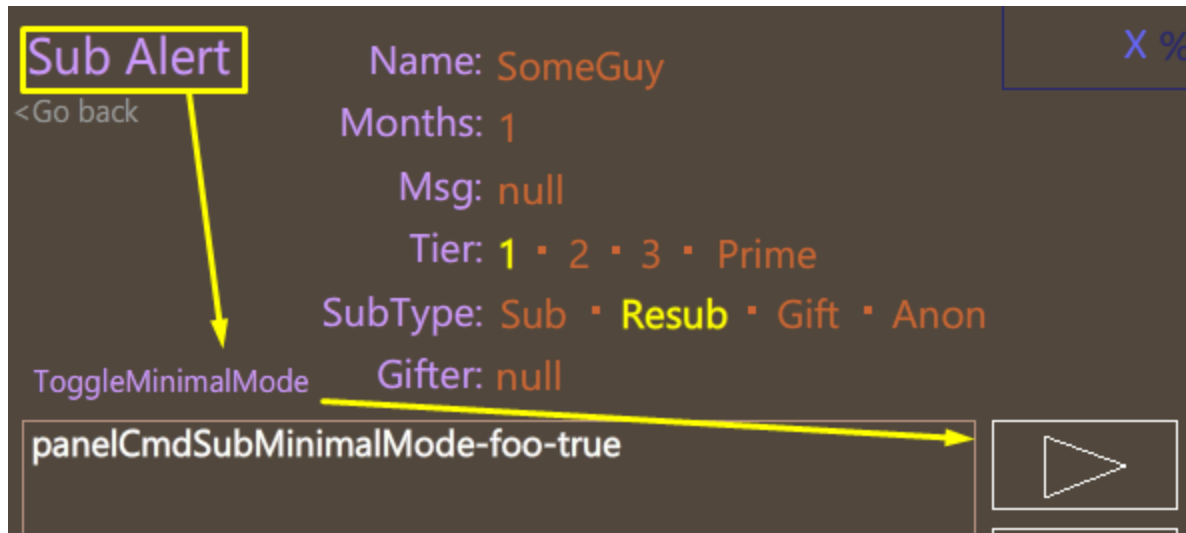 Sub Alert
<Go back
Name: SomeGuy
Months: 1
Msg: null
Tier: 1 · 2 · 3 · Prime
SubType: Sub · Resub · Gift · Anon
Gifter: null
ToggleMinimalMode
panelCmdSubMinimalMode-foo-true
X %